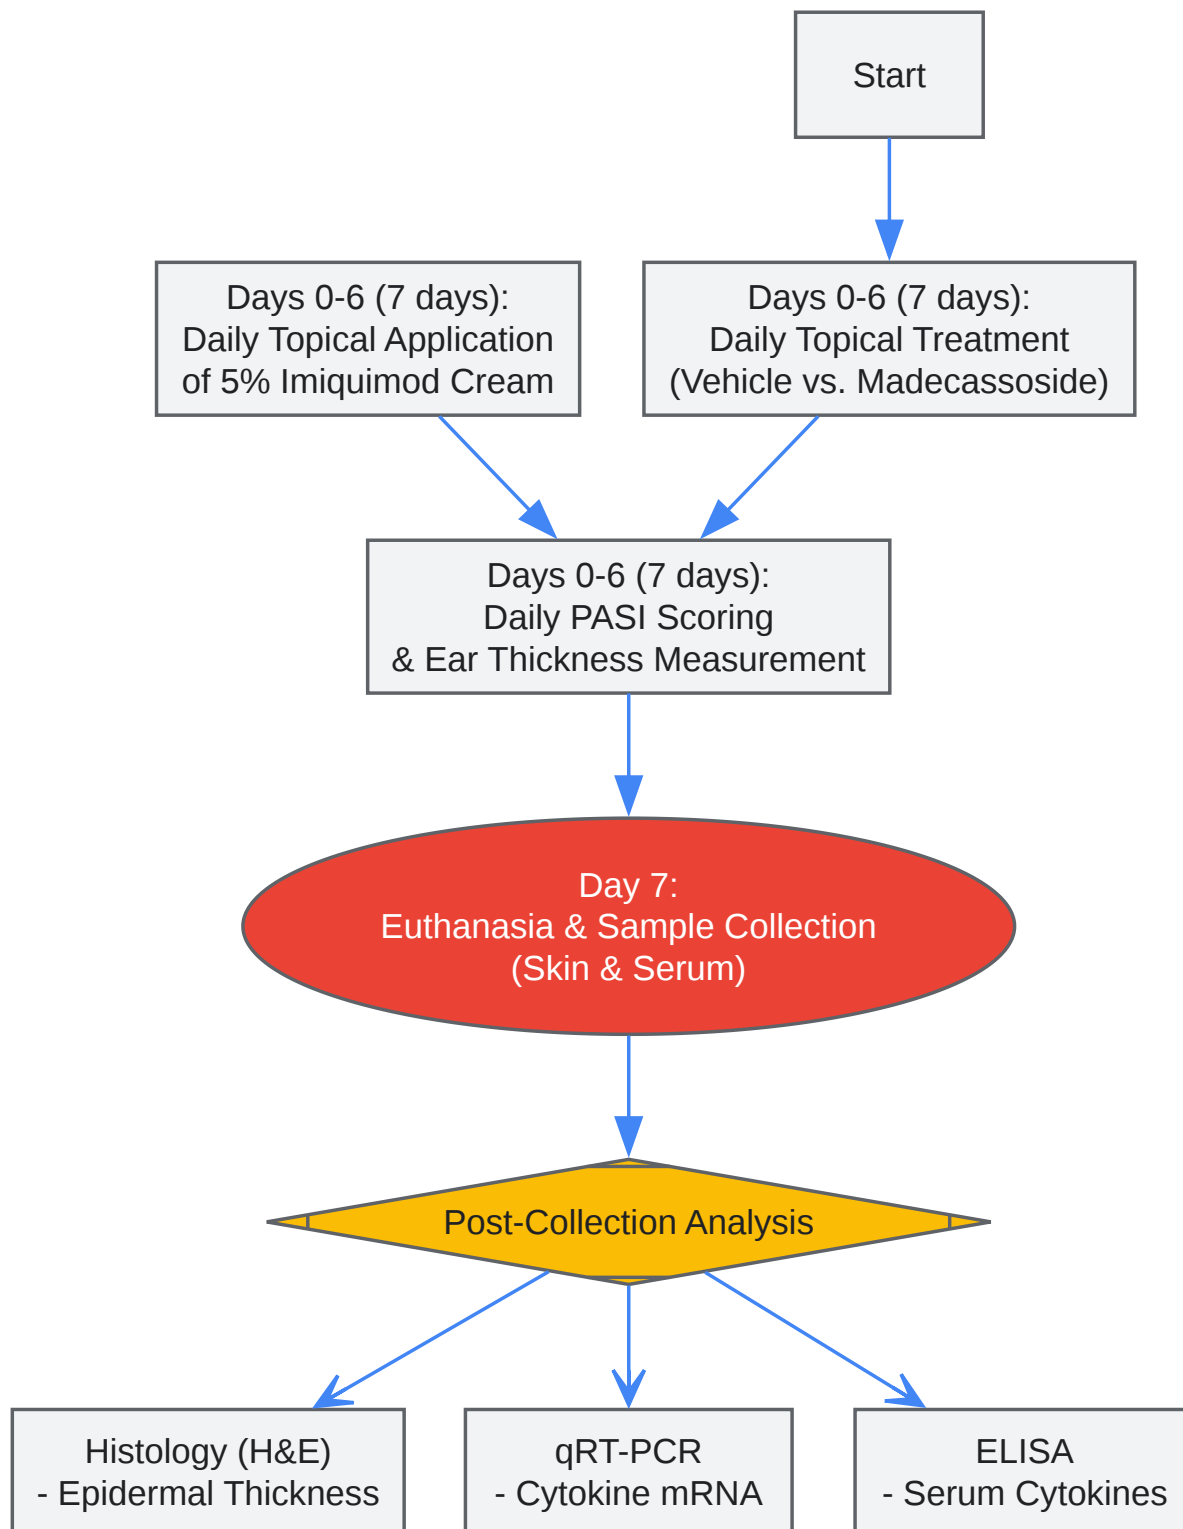 Start
Days 0-6 (7 days):
Daily Topical Application
of 5% Imiquimod Cream
Days 0-6 (7 days):
Daily Topical Treatment
(Vehicle vs. Madecassoside)
Days 0-6 (7 days):
Daily PASI Scoring
& Ear Thickness Measurement
Day 7:
Euthanasia & Sample Collection
(Skin & Serum)
Post-Collection Analysis
Histology (H&E)
- Epidermal Thickness
qRT-PCR
- Cytokine mRNA
ELISA
- Serum Cytokines